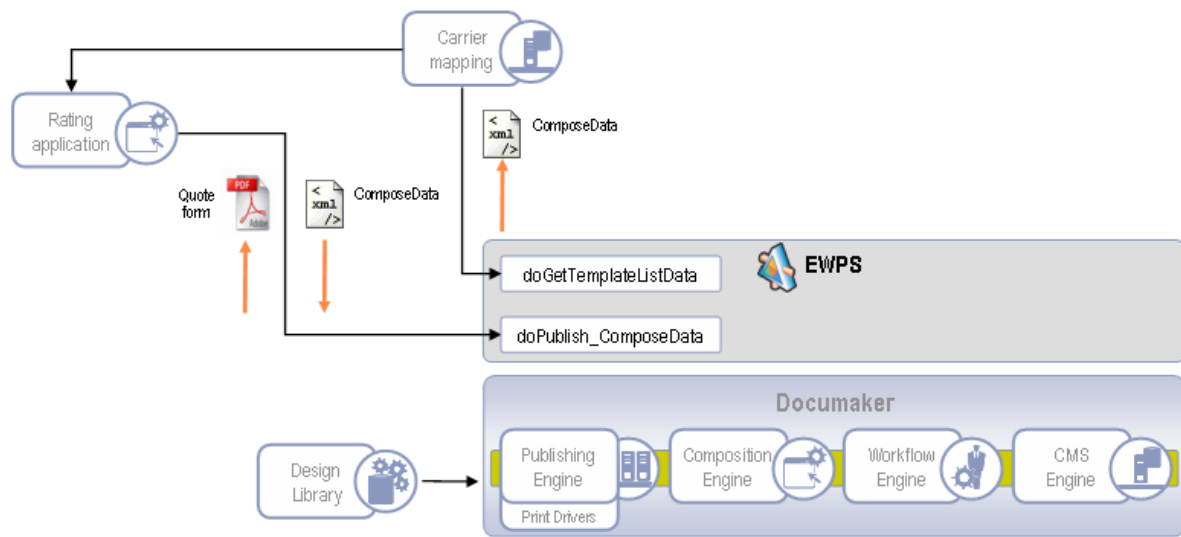 Carrier
mapping
Rating
application
< 
xml
/>
ComposeData
PDF
Adobe
Quote
form
<
xml
/>
ComposeData
EWPS
doGetTemplateListData
doPublish_ComposeData
Documaker
Design
Library
Publishing
Engine
Print Drivers
Composition
Engine
Workflow
Engine
CMS
Engine